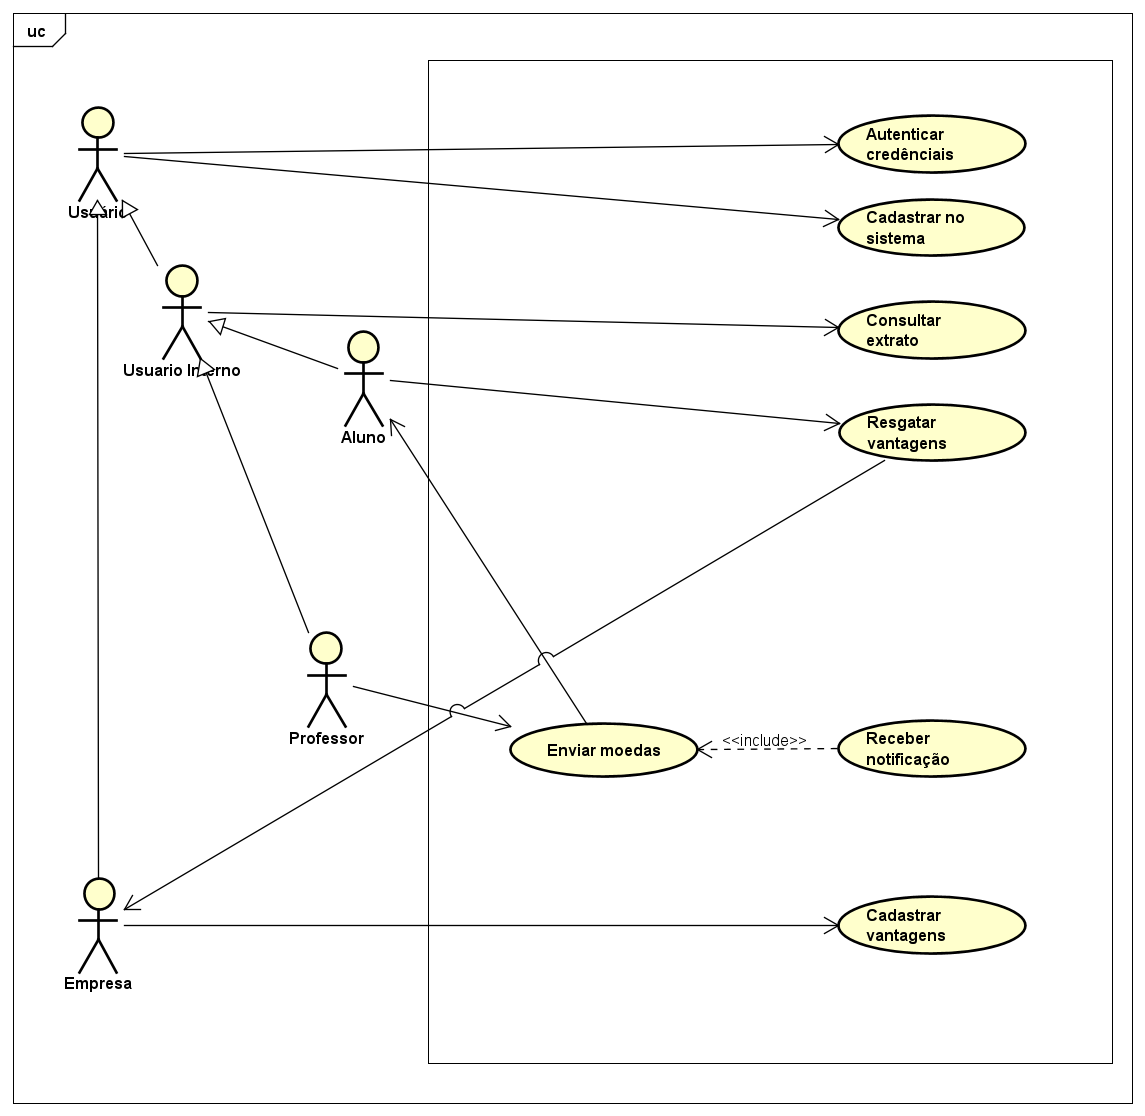 uc
Autenticar
credênciais
Usuário
Cadastrar no
sistema
Consultar
extrato
Usuario Interno
Resgatar
vantagens
Aluno
Professor
Enviar moedas
<<include>>
Receber
notificação
Cadastrar
vantagens
Empresa